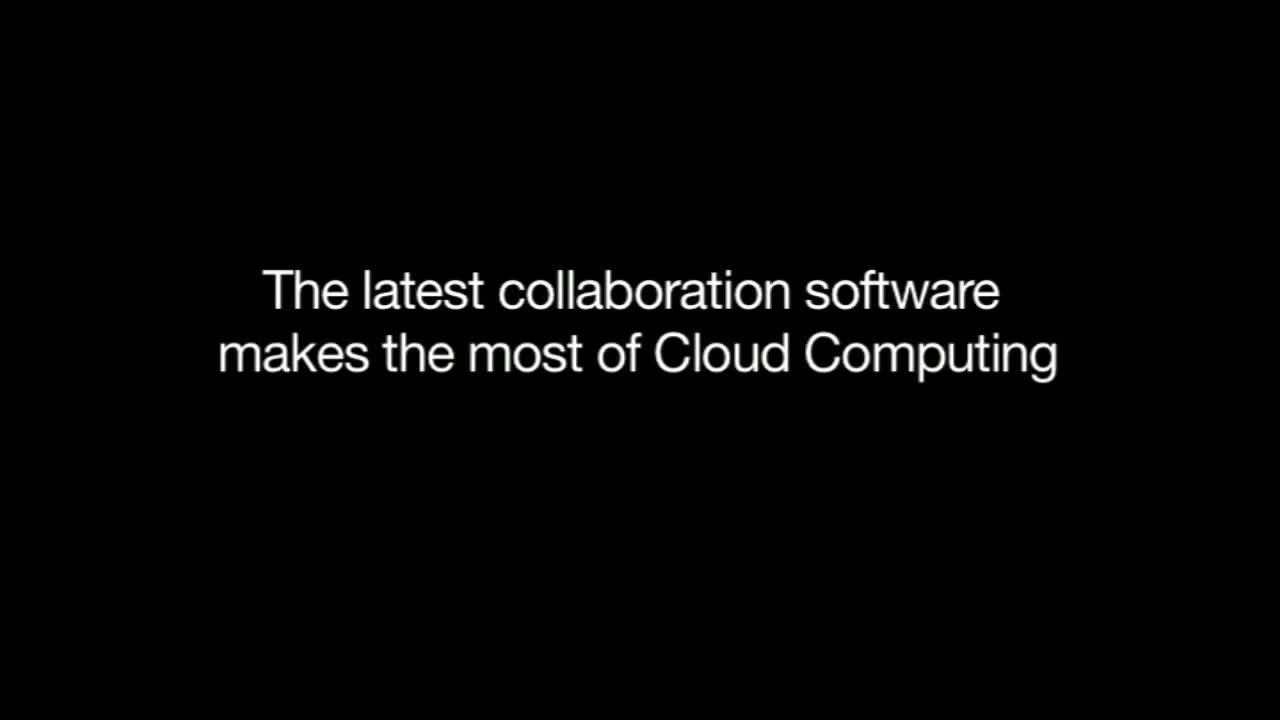 The latest collaboration software
makes the most of Cloud Computing